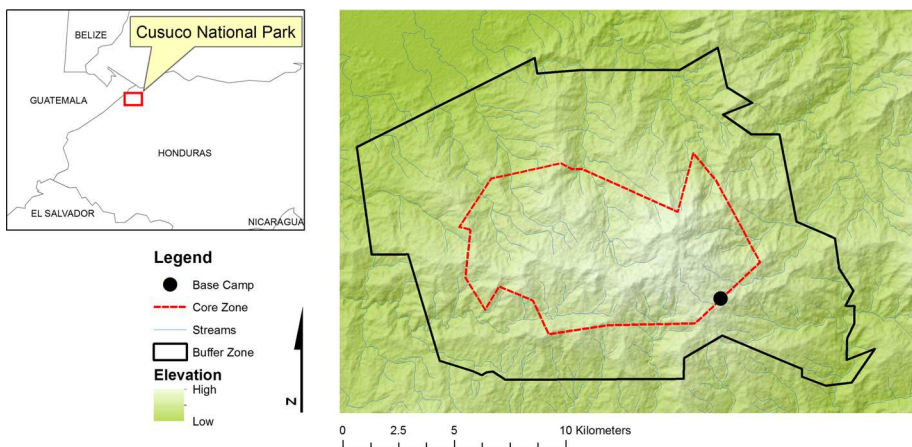 BELIZE
Cusuco National Park
GUATEMALA
HONDURAS
EL SALVADOR
NICARAGUA
Legend
Base Camp
Core Zone
Streams
Buffer Zone
Elevation
High
Low
N
0 2.5 5 10 Kilometers